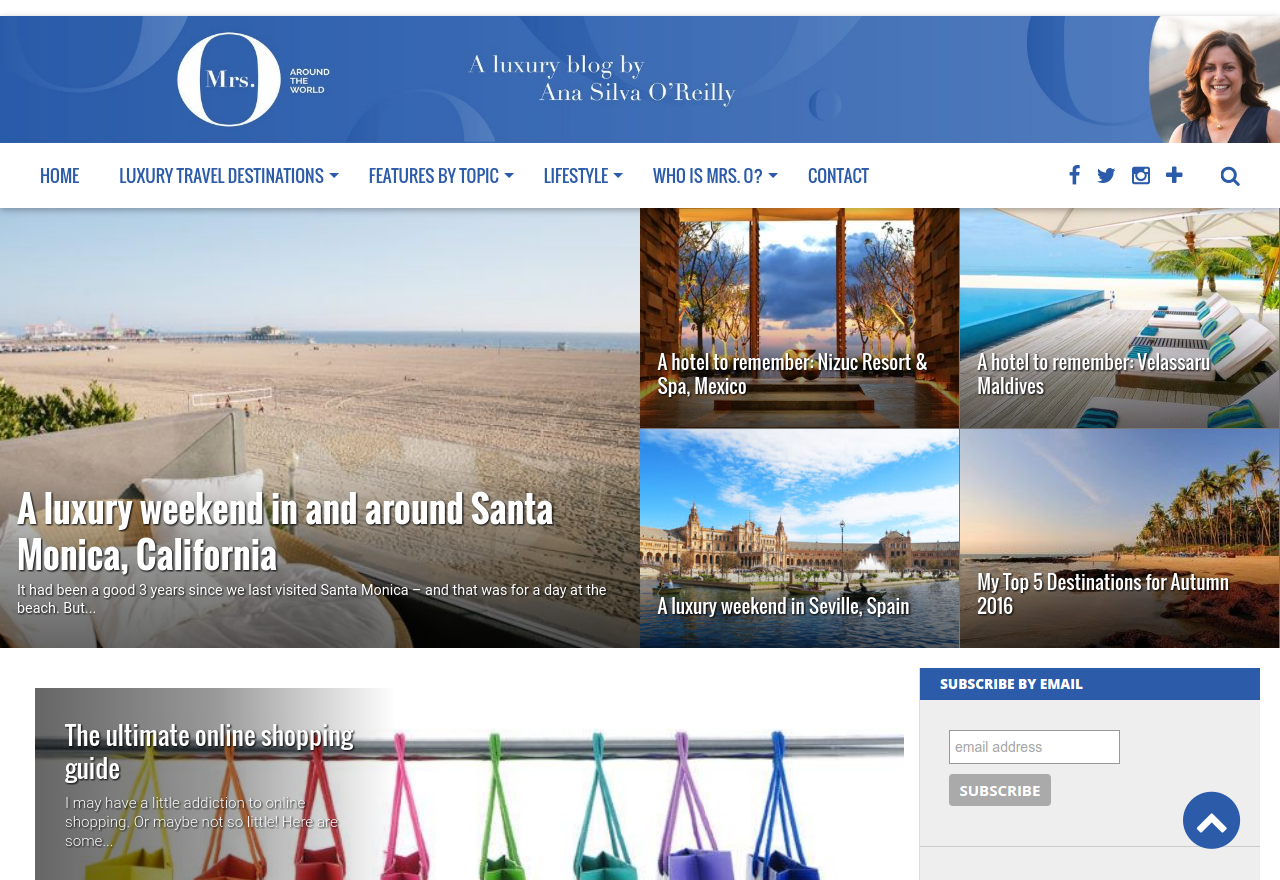 Mrs.
AROUND
THE
WORLD
A luxury blog by
Ana Silva O'Reilly
HOME
LUXURY TRAVEL DESTINATIONS
FEATURES BY TOPIC
LIFESTYLE
WHO IS MRS. O?
CONTACT
A luxury weekend in and around Santa
Monica, California
It had been a good 3 years since we last visited Santa Monica – and that was for a day at the
beach. But...
A hotel to remember: Nizuc Resort &
Spa, Mexico
A hotel to remember: Velassaru
Maldives
A luxury weekend in Seville, Spain
My Top 5 Destinations for Autumn
2016
The ultimate online shopping
guide
I may have a little addiction to online
shopping. Or maybe not so little! Here are
some...
SUBSCRIBE BY EMAIL
email address
SUBSCRIBE